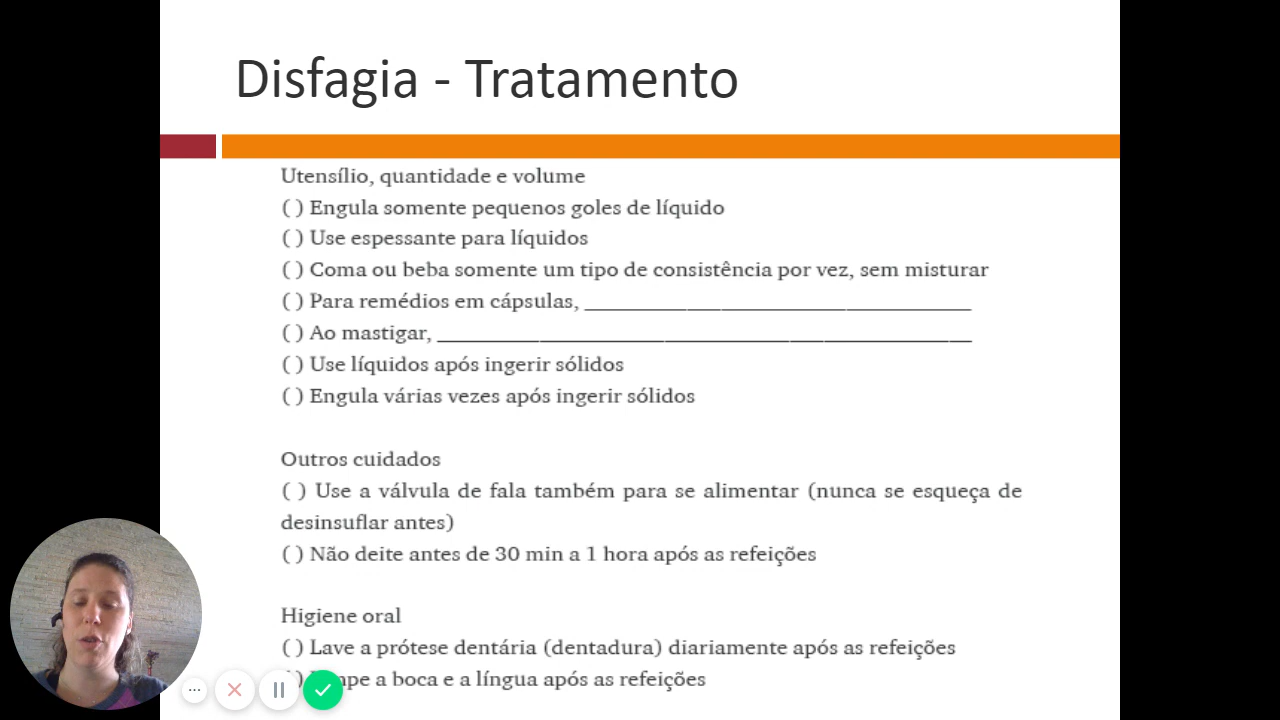 Disfagia - Tratamento
Utensílio, quantidade e volume
( ) Engula somente pequenos goles de líquido
( ) Use espessante para líquidos
( ) Coma ou beba somente um tipo de consistência por vez, sem misturar
( ) Para remédios em cápsulas, ___________________________________
( ) Ao mastigar, ________________________________________________
( ) Use líquidos após ingerir sólidos
( ) Engula várias vezes após ingerir sólidos
Outros cuidados
( ) Use a válvula de fala também para se alimentar (nunca se esqueça de
desinsuflar antes)
( ) Não deite antes de 30 min a 1 hora após as refeições
Higiene oral
( ) Lave a prótese dentária (dentadura) diariamente após as refeições
a boca e a língua após as refeições